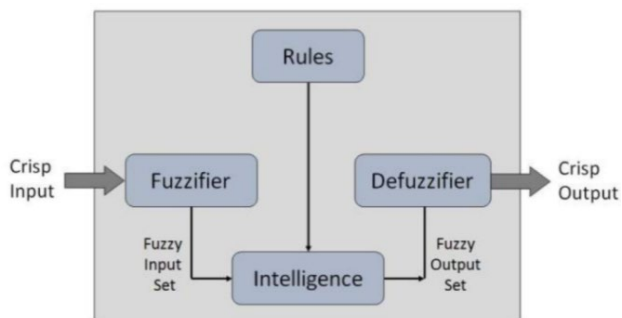 Rules
Crisp
Input
Fuzzifier
Defuzzifier
Crisp
Output
Fuzzy
Input
Set
Intelligence
Fuzzy
Output
Set